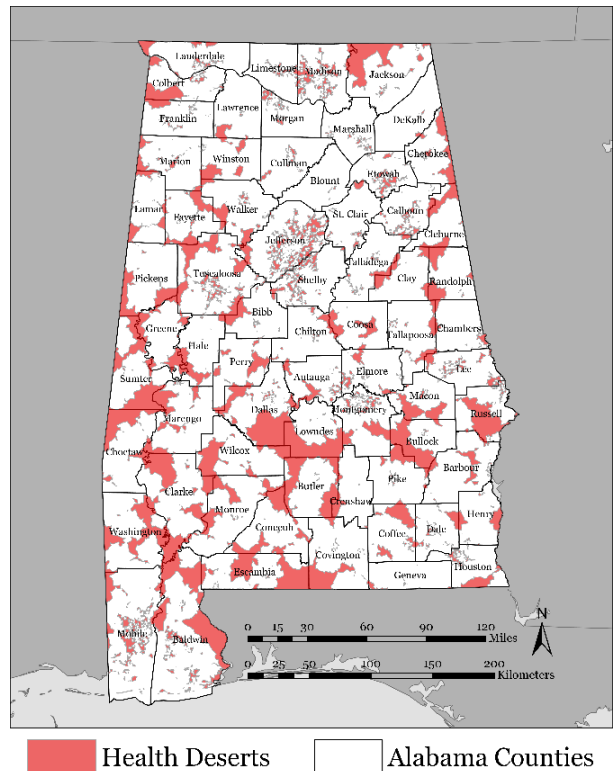 Lauderdale
Limestone
Madison
Jackson
Colbert
Lawrence
Franklin
Morgan
Marshall
DeKalb
Cherokee
Marion
Winston
Cullman
Etowah
Blount
Lamar
Fayette
Walker
St. Clair
Calhoun
Cleburne
Jefferson
Talladega
Pickens
Tuscaloosa
Shelby
Clay
Randolph
Bibb
Greene
Hale
Chilton
Coosa
Tallapoosa
Chambers
Perry
Sumter
Autauga
Elmore
Lee
Macon
Marengo
Dallas
Montgomery
Russell
Lowndes
Bullock
Choctaw
Wilcox
Barbour
Clarke
Butler
Pike
Crenshaw
Monroe
Henry
Washington
Conecuh
Coffee
Dale
Covington
Houston
Escambia
Geneva
N
0 15 30 60 90 120
Miles
Mobile
Baldwin
0 25 50 100 150 200
Kilometers
Health Deserts
Alabama Counties